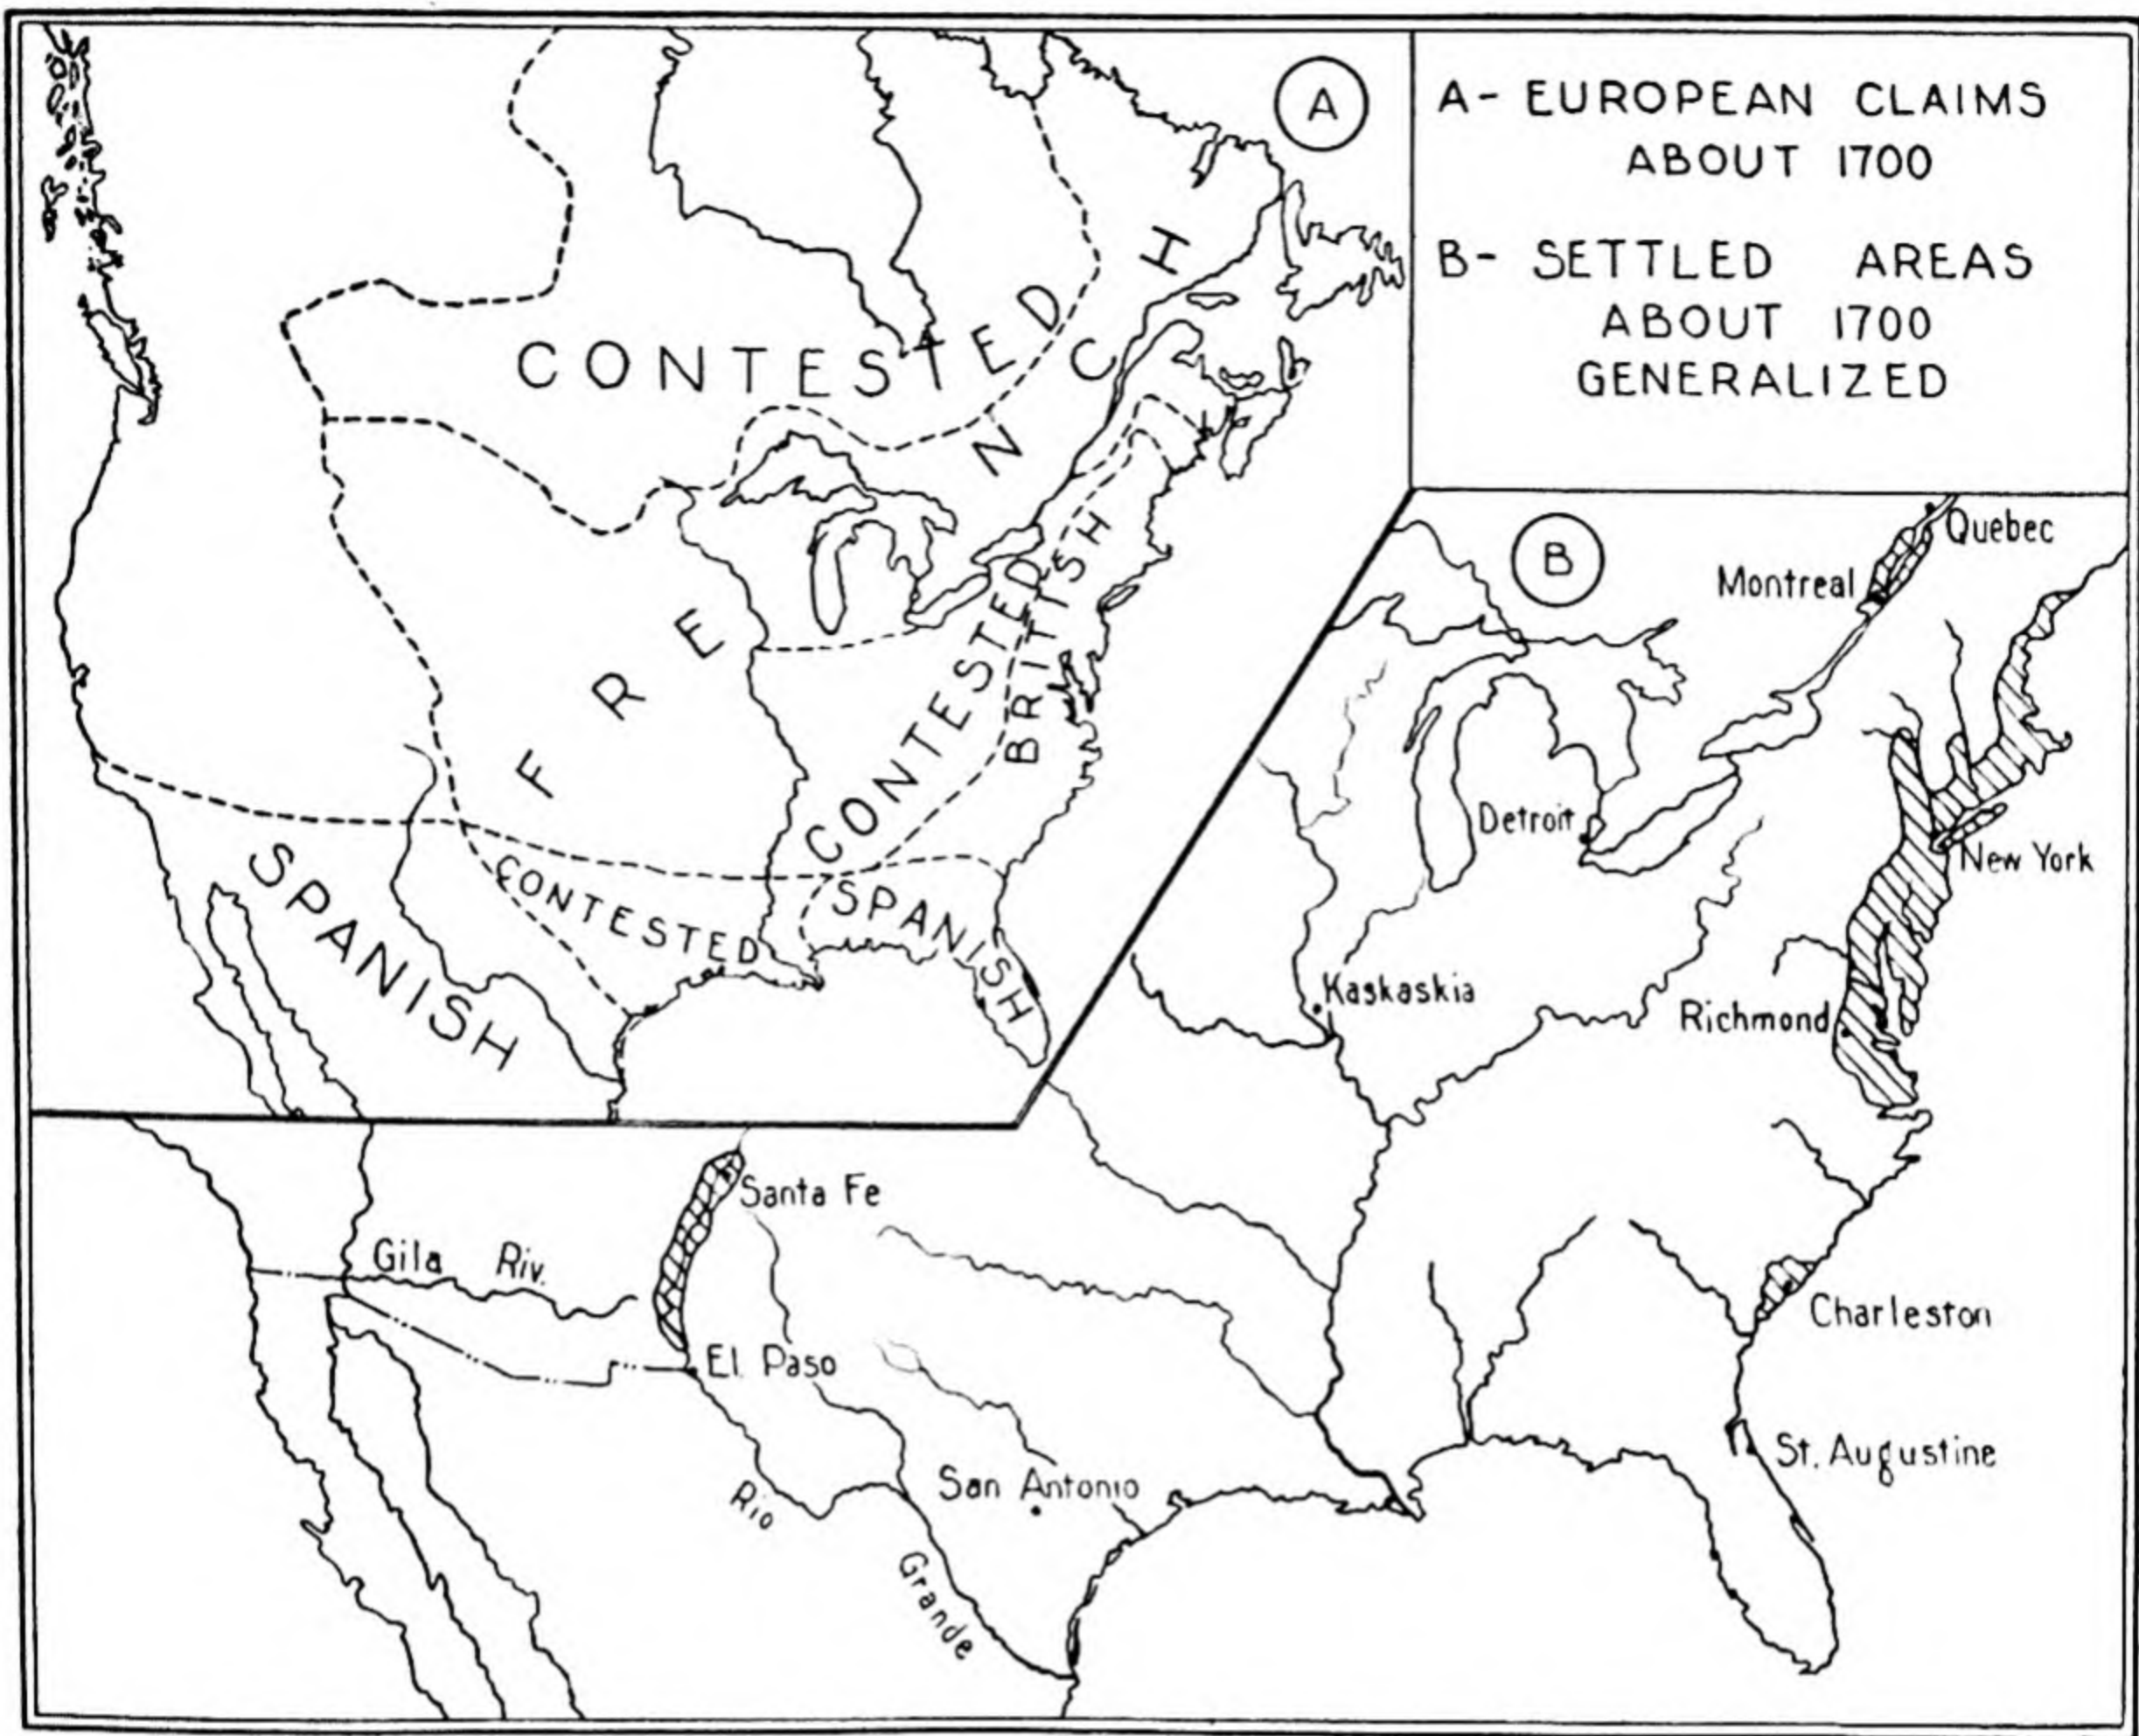 A
A- EUROPEAN CLAIMS
ABOUT 1700
B- SETTLED AREAS
ABOUT 1700
GENERALIZED
CONTESTED
FRENCH
CONTESTED
BRITISH
CONTESTED
SPANISH
SPANISH
B
Quebec
Montreal
Detroit
New York
Kaskaskia
Richmond
Santa Fe
Gila Riv.
Charleston
El Paso
St. Augustine
San Antonio
Rio
Grande